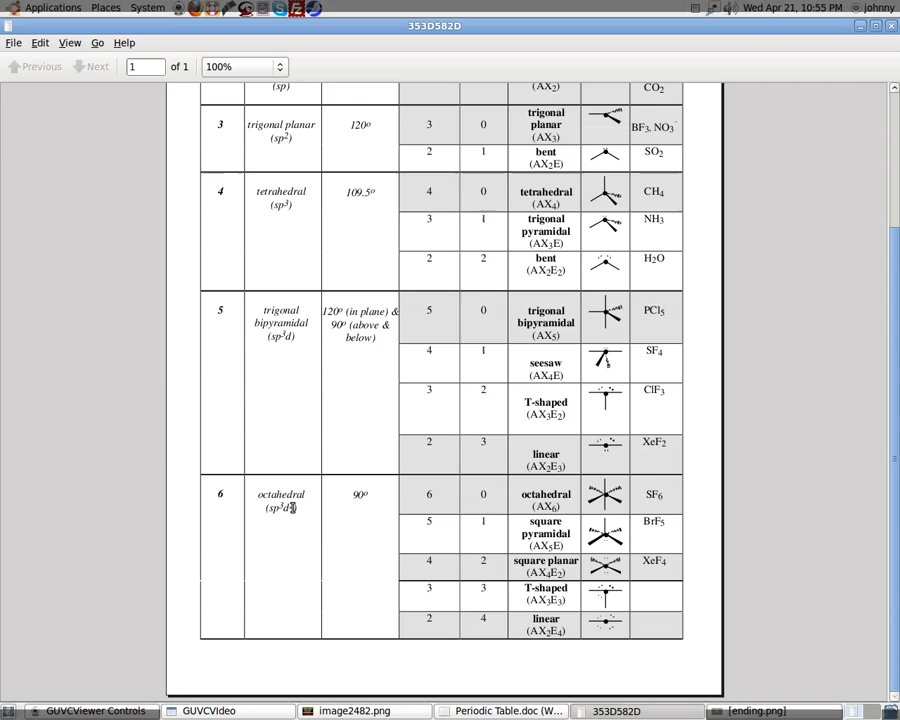 Applications Places System Wed Apr 21, 10:55 PM johnny
353D582D
File Edit View Go Help
Previous Next 1 of 1 100%
(sp) (AX2) CO2
3 trigonal planar (sp2) 120o 3 0 trigonal planar (AX3) BF3, NO3-
2 1 bent (AX2E) SO2
4 tetrahedral (sp3) 109.5o 4 0 tetrahedral (AX4) CH4
3 1 trigonal pyramidal (AX3E) NH3
2 2 bent (AX2E2) H2O
5 trigonal bipyramidal (sp3d) 120o (in plane) & 90o (above & below) 5 0 trigonal bipyramidal (AX5) PCl5
4 1 seesaw (AX4E) SF4
3 2 T-shaped (AX3E2) ClF3
2 3 linear (AX2E3) XeF2
6 octahedral 90o 6 0 octahedral (AX6) SF6
5 1 square pyramidal (AX5E) BrF5
4 2 square planar (AX4E2) XeF4
3 3 T-shaped (AX3E3)
2 4 linear (AX2E4)
GUVCViewer Controls GUVCVIdeo image2482.png Periodic Table.doc (W... 353D582D [ending.png]